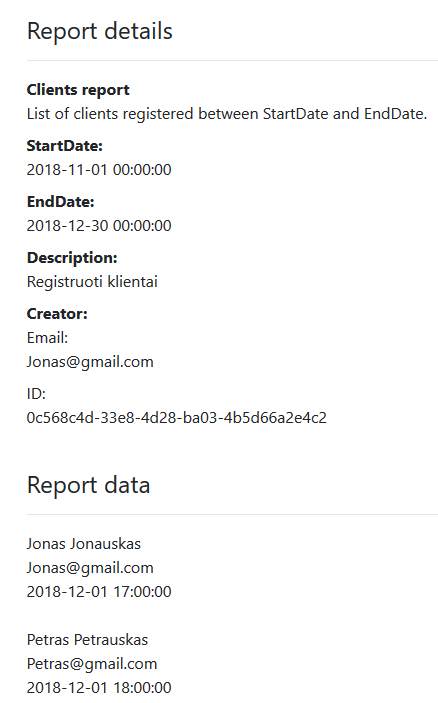 Report details
Clients report
List of clients registered between StartDate and EndDate.
StartDate:
2018-11-01 00:00:00
EndDate:
2018-12-30 00:00:00
Description:
Registruoti klientai
Creator:
Email:
Jonas@gmail.com
ID:
0c568c4d-33e8-4d28-ba03-4b5d66a2e4c2
Report data
Jonas Jonauskas
Jonas@gmail.com
2018-12-01 17:00:00
Petras Petrauskas
Petras@gmail.com
2018-12-01 18:00:00